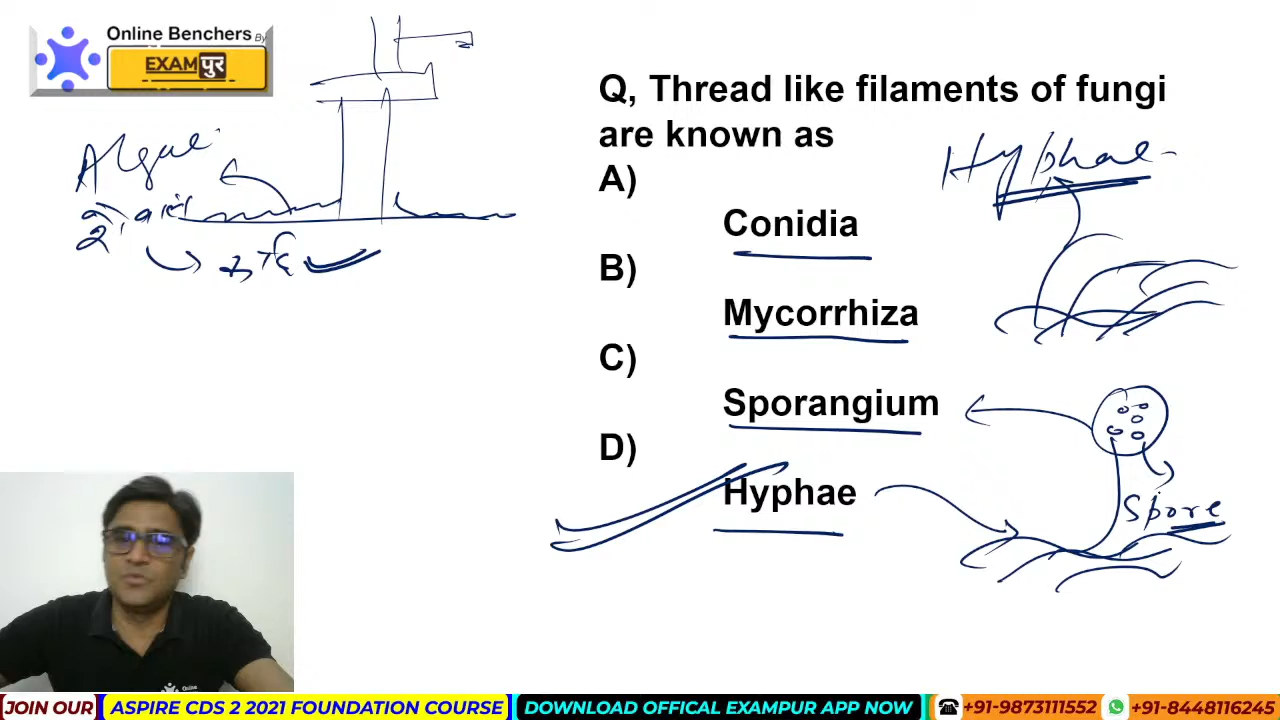 Online Benchers By
EXAMपुर
Algae
शैवाल
काई
Q, Thread like filaments of fungi
are known as
A)
Conidia
B)
Mycorrhiza
C)
Sporangium
D)
Hyphae
Hyphae
Spore
Online
JOIN OUR
ASPIRE CDS 2 2021 FOUNDATION COURSE
DOWNLOAD OFFICAL EXAMPUR APP NOW
+91-9873111552
+91-8448116245